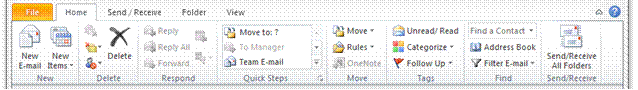 File Home Send / Receive Folder View
New E-mail
New Items
New
Delete
Delete
Reply
Reply All
Forward
Respond
Move to: ?
To Manager
Team E-mail
Quick Steps
Move
Rules
OneNote
Move
Unread/ Read
Categorize
Follow Up
Tags
Find a Contact
Address Book
Filter E-mail
Find
Send/Receive
All Folders
Send/Receive